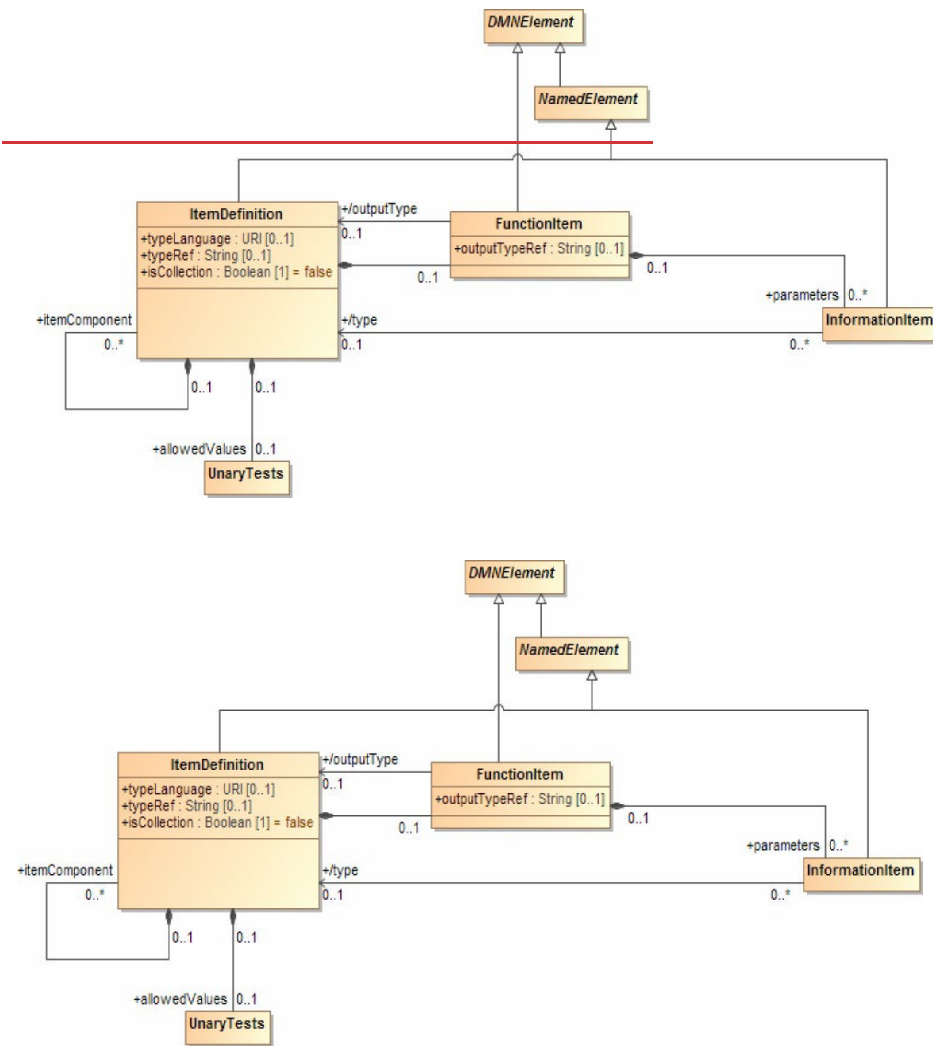 DMNElement
NamedElement
ItemDefinition
+typeLanguage : URI [0..1]
+typeRef : String [0..1]
+isCollection : Boolean [1] = false
+/outputType
0..1
FunctionItem
+outputTypeRef : String [0..1]
0..1
0..1
+parameters 0..*
+itemComponent
0..*
+/type
0..1
InformationItem
0..*
0..1
0..1
+allowedValues 0..1
UnaryTests
DMNElement
NamedElement
ItemDefinition
+typeLanguage : URI [0..1]
+typeRef : String [0..1]
+isCollection : Boolean [1] = false
+/outputType
0..1
FunctionItem
+outputTypeRef : String [0..1]
0..1
0..1
+parameters 0..*
+itemComponent
0..*
+/type
0..1
InformationItem
0..*
0..1
0..1
+allowedValues 0..1
UnaryTests